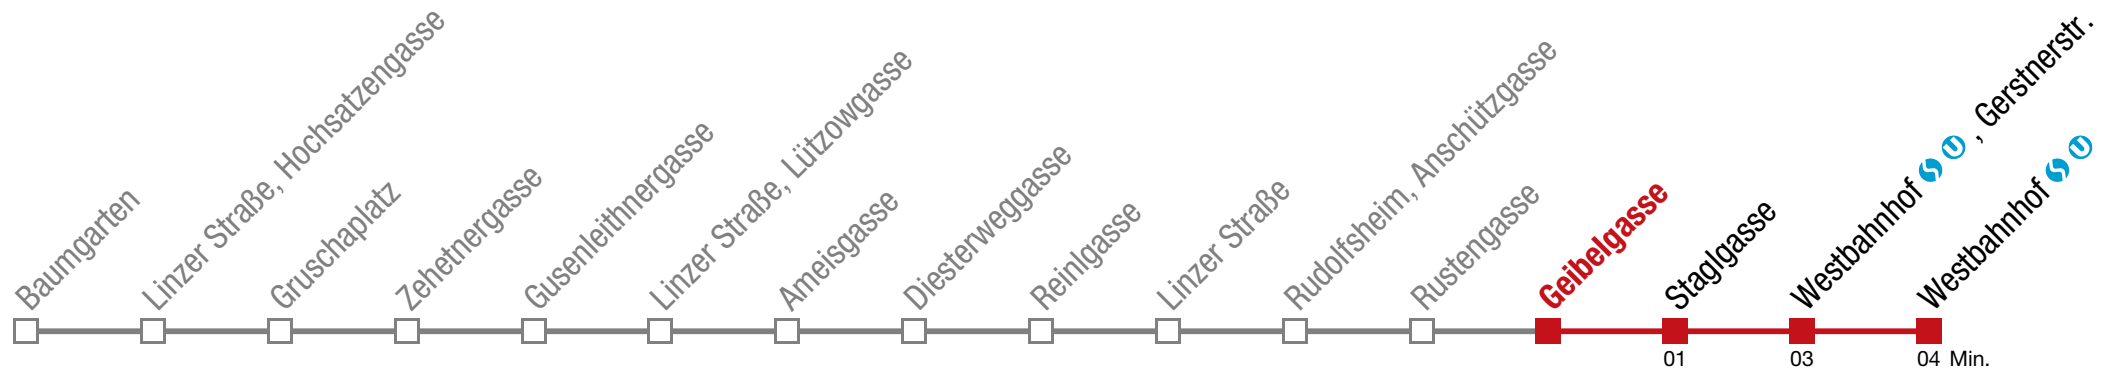 Baumgarten
Linzer Straße, Hochsatzengasse
Gruschaplatz
Zehetnergasse
Gusenleithnergasse
Linzer Straße, Lützowgasse
Ameisgasse
Diesterweggasse
Reinlgasse
Linzer Straße
Rudolfsheim, Anschützgasse
Rustengasse
Geibelgasse
Staglgasse
Westbahnhof S U , Gerstnerstr.
Westbahnhof S U
01 03 04 Min.